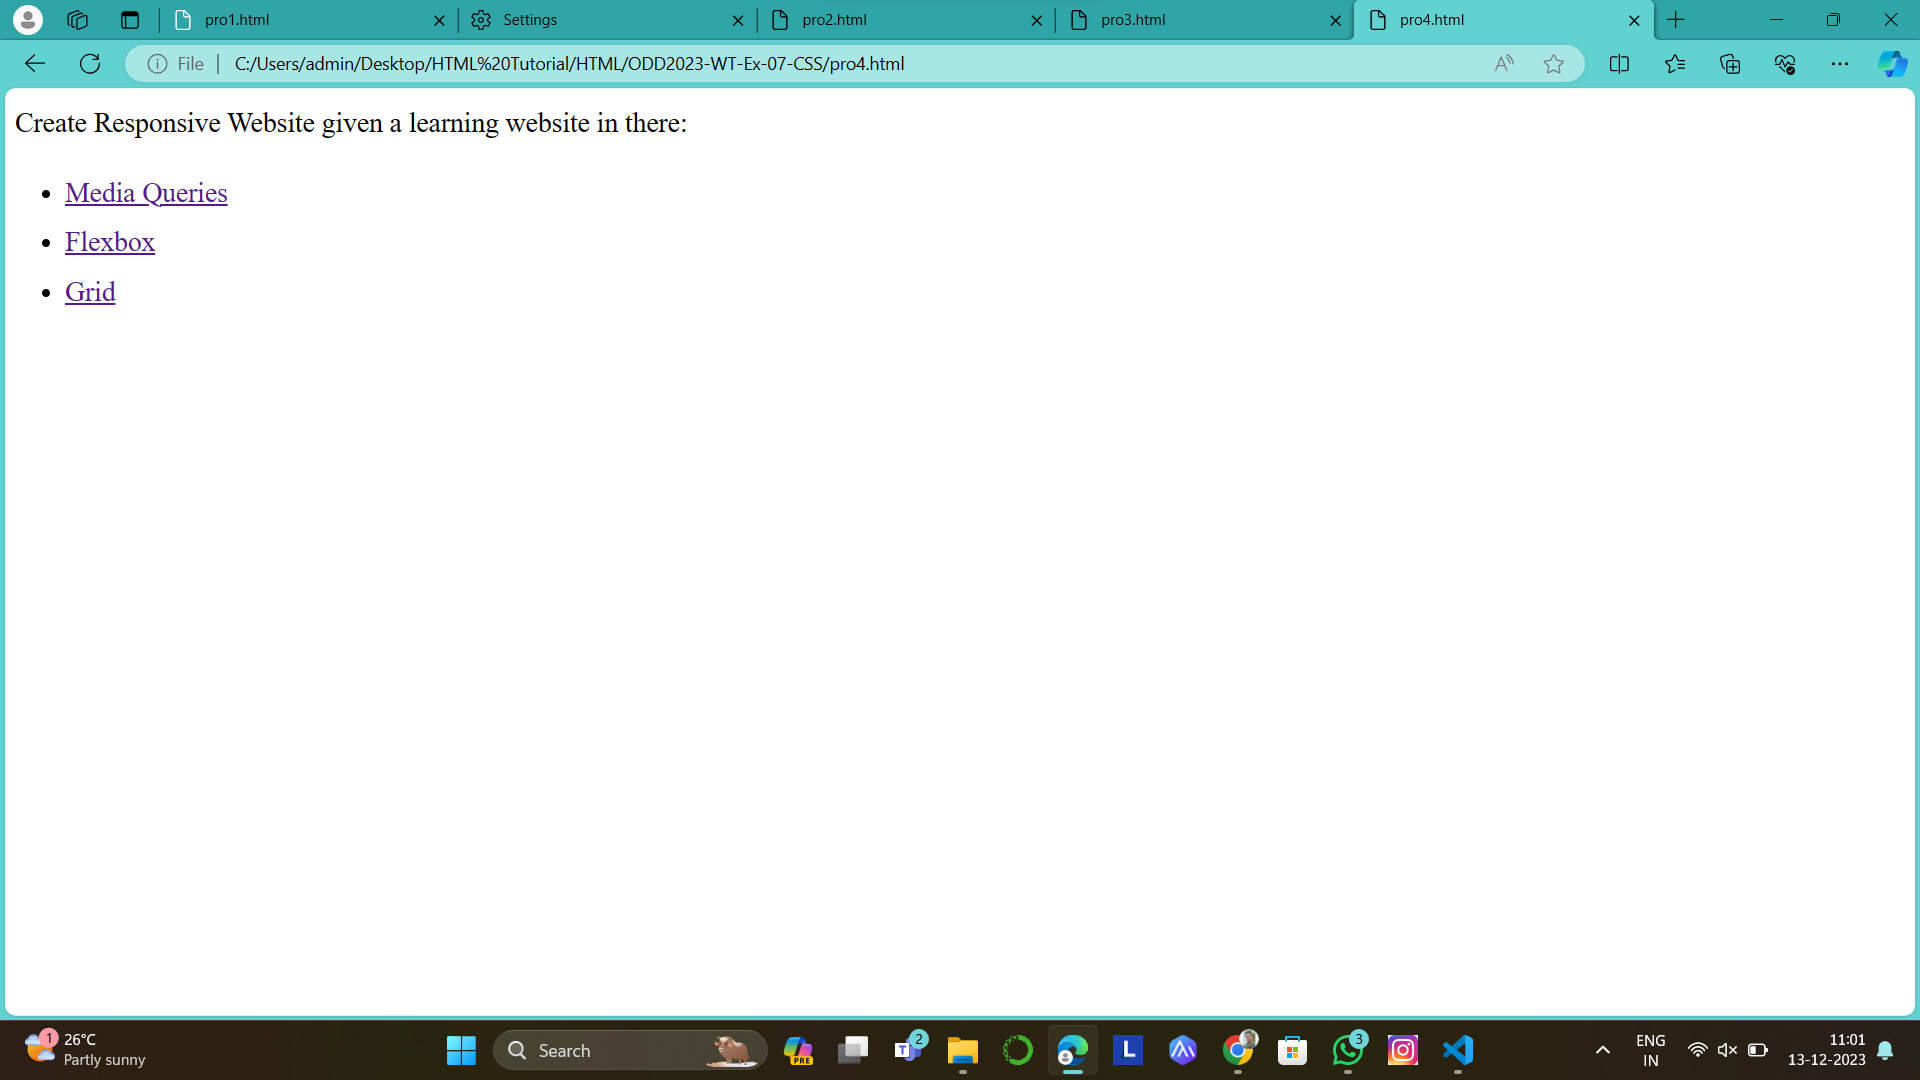 pro1.html
Settings
pro2.html
pro3.html
pro4.html
File
C:/Users/admin/Desktop/HTML%20Tutorial/HTML/ODD2023-WT-Ex-07-CSS/pro4.html
Create Responsive Website given a learning website in there:
• Media Queries
• Flexbox
• Grid
1
26°C
Partly sunny
Search
PRE
T
2
L
3
ENG
IN
11:01
13-12-2023